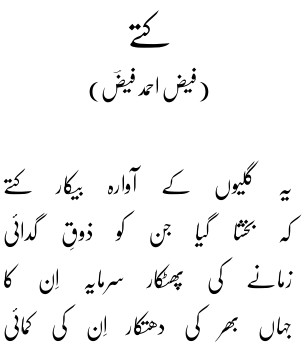 کتے
(فیض احمد فیضؔ)
یہ گلیوں کے آوارہ بیکار کتے
کہ بخشا گیا جن کو ذوقِ گدائی
زمانے کی پھٹکار سرمایہ اِن کا
جہاں بھر کی دھتکار اِن کی کمائی